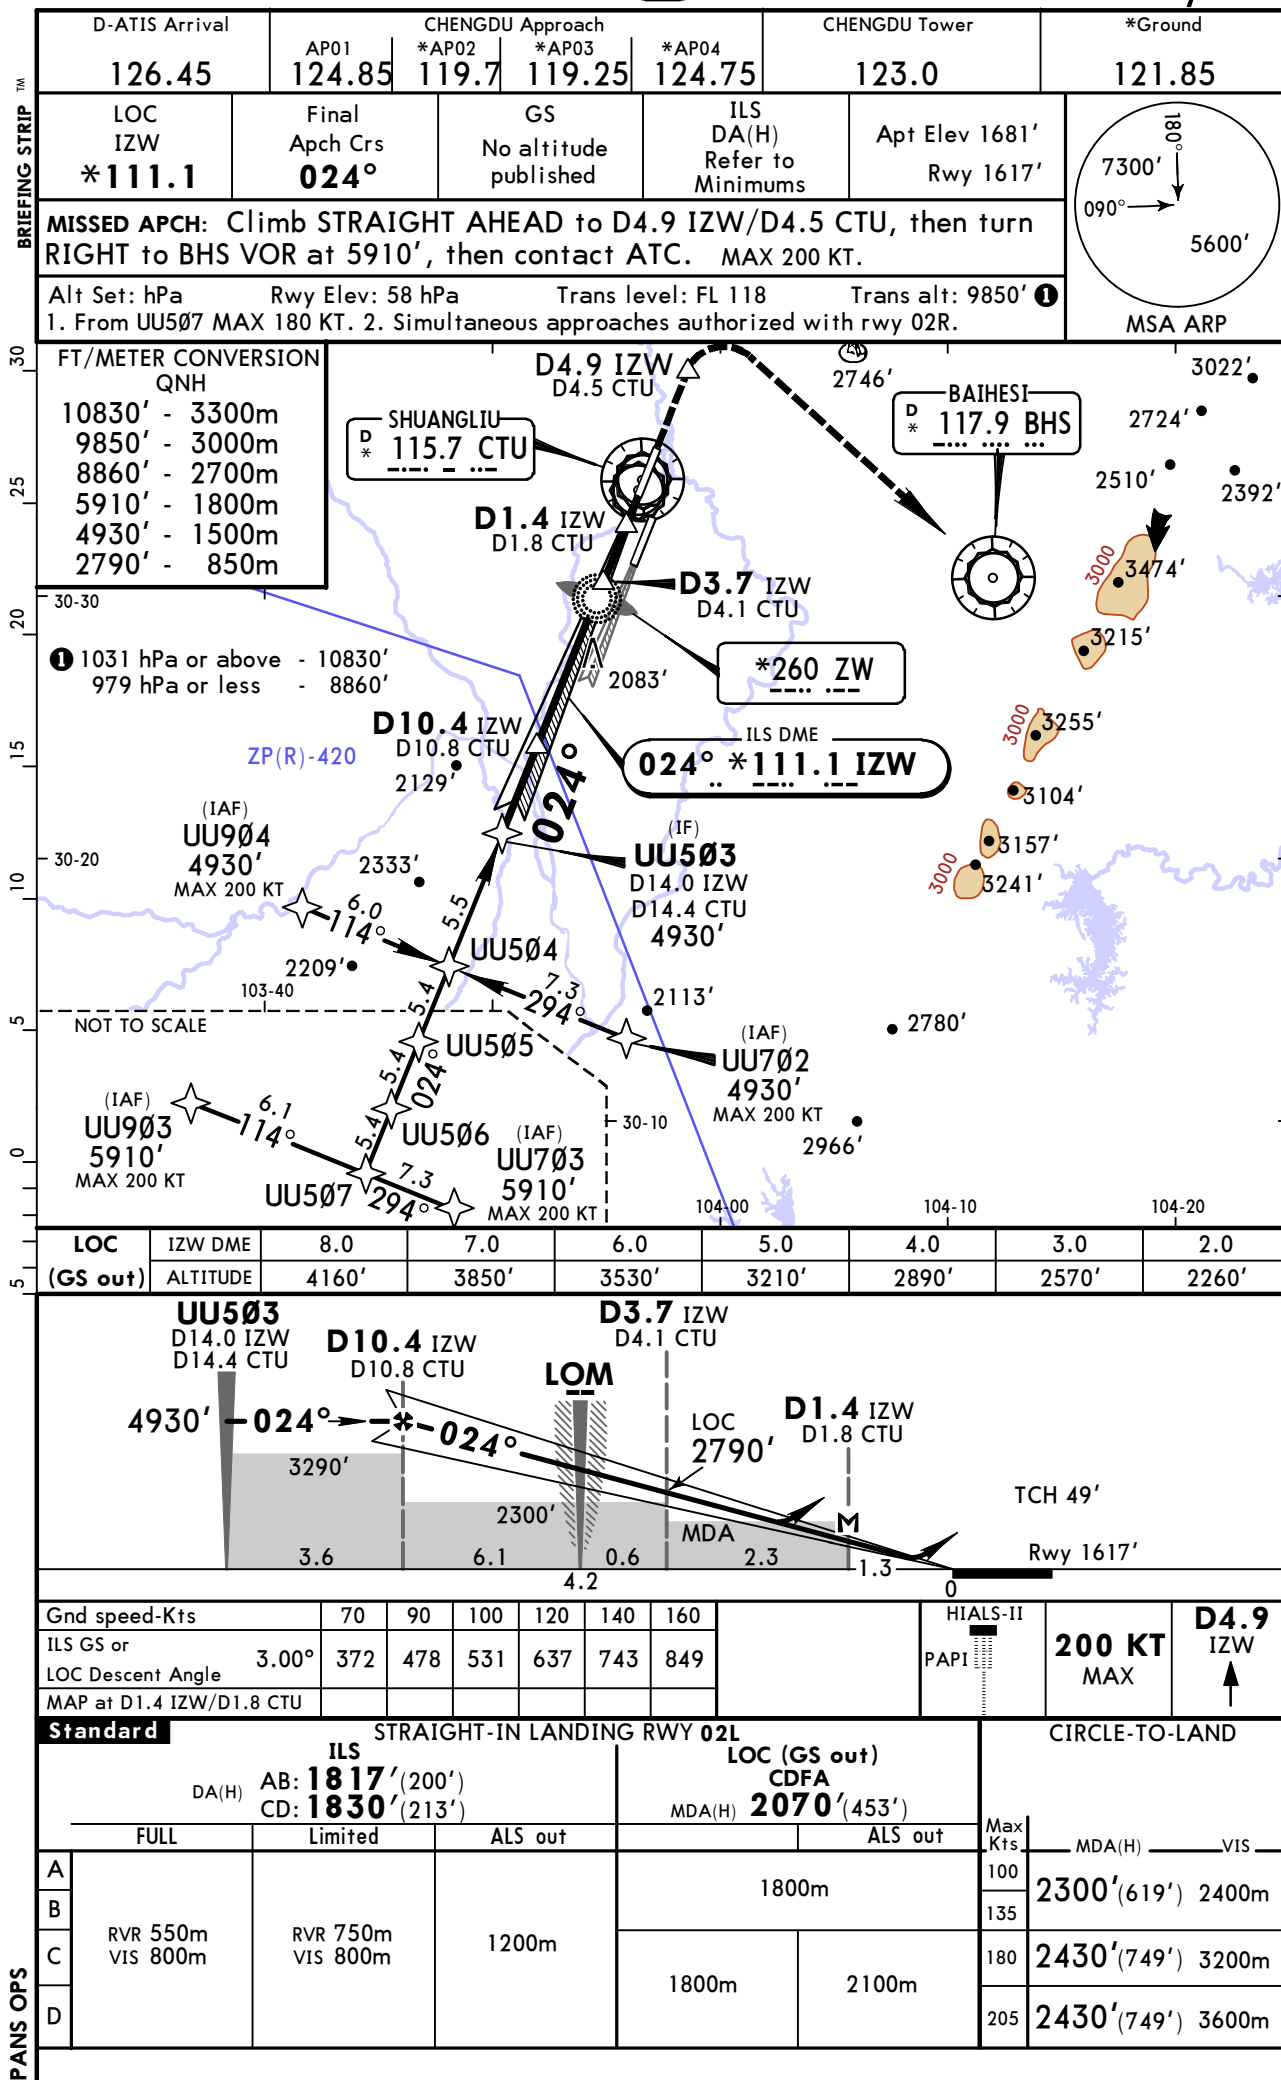 BRIEFING STRIP TM
D-ATIS Arrival
126.45
CHENGDU Approach
AP01 *AP02 *AP03 *AP04
124.85 119.7 119.25 124.75
CHENGDU Tower
123.0
*Ground
121.85
LOC
IZW
*111.1
Final
Apch Crs
024°
GS
No altitude
published
ILS
DA(H)
Refer to
Minimums
Apt Elev 1681'
Rwy 1617'
180°
7300'
090°
5600'
MSA ARP
MISSED APCH: Climb STRAIGHT AHEAD to D4.9 IZW/D4.5 CTU, then turn
RIGHT to BHS VOR at 5910', then contact ATC. MAX 200 KT.
Alt Set: hPa Rwy Elev: 58 hPa Trans level: FL 118 Trans alt: 9850' 1
1. From UU5Ø7 MAX 180 KT. 2. Simultaneous approaches authorized with rwy 02R.
FT/METER CONVERSION
QNH
10830' - 3300m
9850' - 3000m
8860' - 2700m
5910' - 1800m
4930' - 1500m
2790' - 850m
30
25
20
15
10
5
0
5
D4.9 IZW
D4.5 CTU
2746'
3022'
2724'
2510'
2392'
SHUANGLIU
D
* 115.7 CTU
BAIHESI
D
* 117.9 BHS
D1.4 IZW
D1.8 CTU
D3.7 IZW
D4.1 CTU
3000
3474'
3215'
30-30
1 1031 hPa or above - 10830'
979 hPa or less - 8860'
2083'
*260 ZW
D10.4 IZW
D10.8 CTU
ZP(R)-420
2129'
ILS DME
024° *111.1 IZW
024°
3000
3255'
3104'
3157'
3000
3241'
(IAF)
UU9Ø4
4930'
MAX 200 KT
30-20
2333'
(IF)
UU5Ø3
D14.0 IZW
D14.4 CTU
4930'
6.0
114°
5.5
UU5Ø4
2209'
103-40
7.3
294°
2113'
NOT TO SCALE
5.4
UU5Ø5
2780'
(IAF)
UU7Ø2
4930'
MAX 200 KT
5.4
024°
(IAF)
UU9Ø3
5910'
MAX 200 KT
6.1
114°
5.4
UU5Ø6
30-10
2966'
(IAF)
UU7Ø3
5910'
MAX 200 KT
UU5Ø7
7.3
294°
104-00
104-10
104-20
LOC IZW DME 8.0 7.0 6.0 5.0 4.0 3.0 2.0
(GS out) ALTITUDE 4160' 3850' 3530' 3210' 2890' 2570' 2260'
UU5Ø3
D14.0 IZW
D14.4 CTU
D10.4 IZW
D10.8 CTU
D3.7 IZW
D4.1 CTU
LOM
D1.4 IZW
D1.8 CTU
4930' 024°
024°
LOC
2790'
3290'
2300'
MDA
M
TCH 49'
Rwy 1617'
3.6 6.1 0.6 2.3 1.3
4.2
0
Gnd speed-Kts 70 90 100 120 140 160
ILS GS or
LOC Descent Angle 3.00° 372 478 531 637 743 849
MAP at D1.4 IZW/D1.8 CTU
HIALS-II
PAPI
200 KT
MAX
D4.9
IZW
Standard STRAIGHT-IN LANDING RWY 02L CIRCLE-TO-LAND
ILS
DA(H) AB: 1817'(200')
CD: 1830'(213')
LOC (GS out)
CDFA
MDA(H) 2070'(453')
FULL Limited ALS out ALS out
Max
Kts MDA(H) VIS
A
B
C
D
RVR 550m
VIS 800m
RVR 750m
VIS 800m
1200m
1800m
1800m
2100m
100
135
2300'(619') 2400m
180 2430'(749') 3200m
205 2430'(749') 3600m
PANS OPS